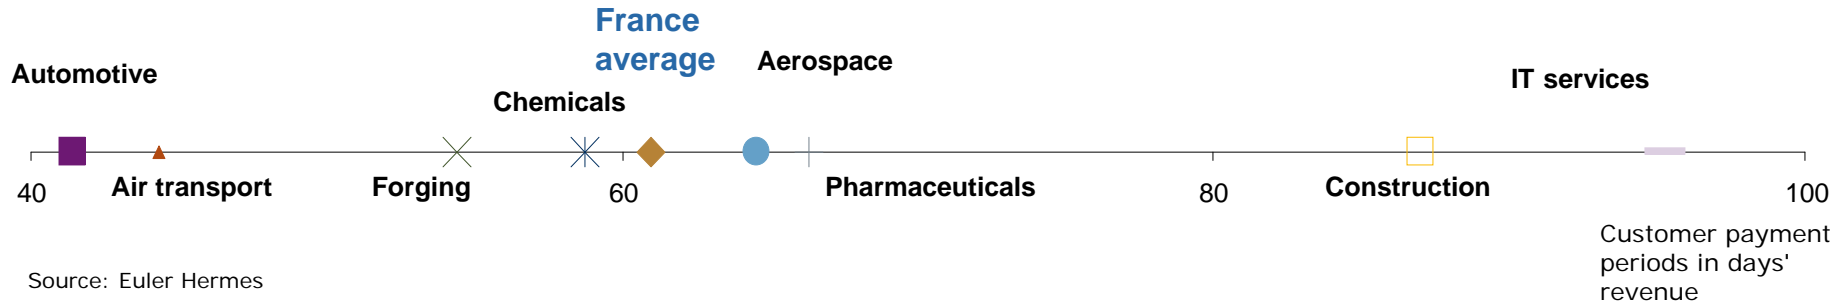 France
average
Aerospace
Automotive
IT services
Chemicals
40
Air transport
Forging
60
Pharmaceuticals
80
Construction
100
Customer payment
periods in days'
revenue
Source: Euler Hermes